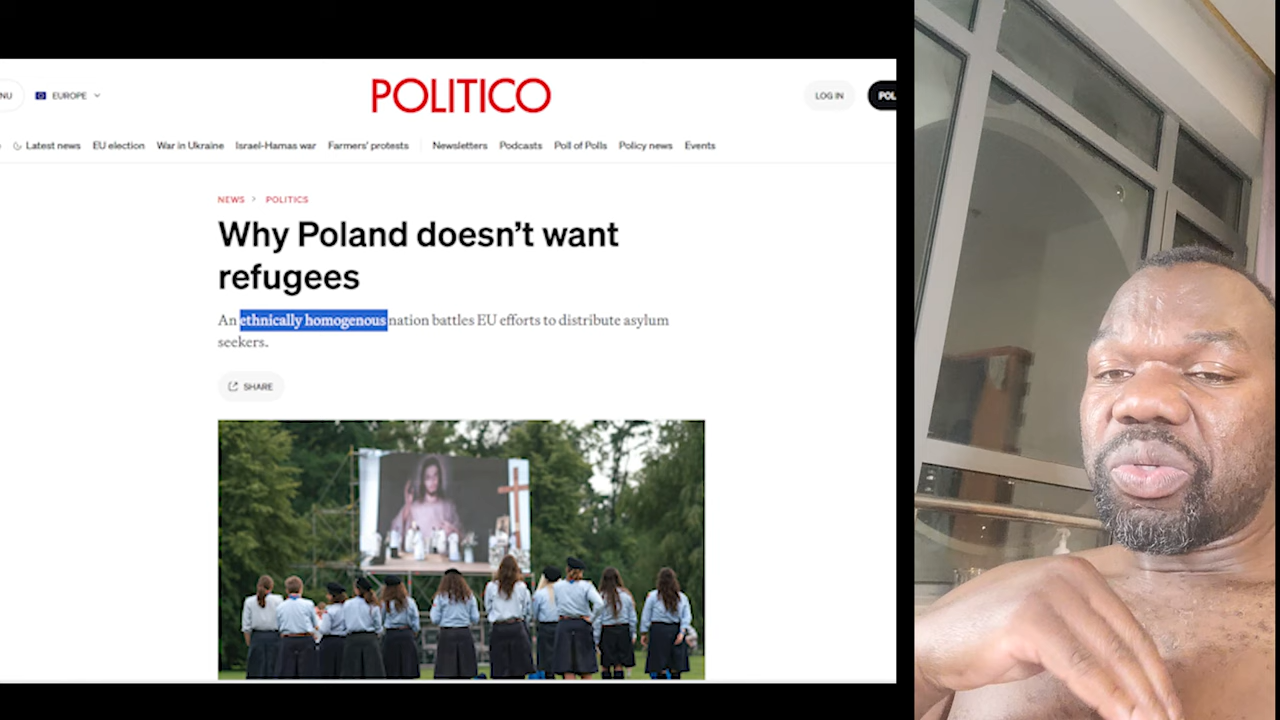 POLITICO
NU EUROPE LOG IN POL
Latest news EU election War in Ukraine Israel-Hamas war Farmers' protests Newsletters Podcasts Poll of Polls Policy news Events
NEWS > POLITICS
Why Poland doesn't want
refugees
An ethnically homogenous nation battles EU efforts to distribute asylum
seekers.
SHARE